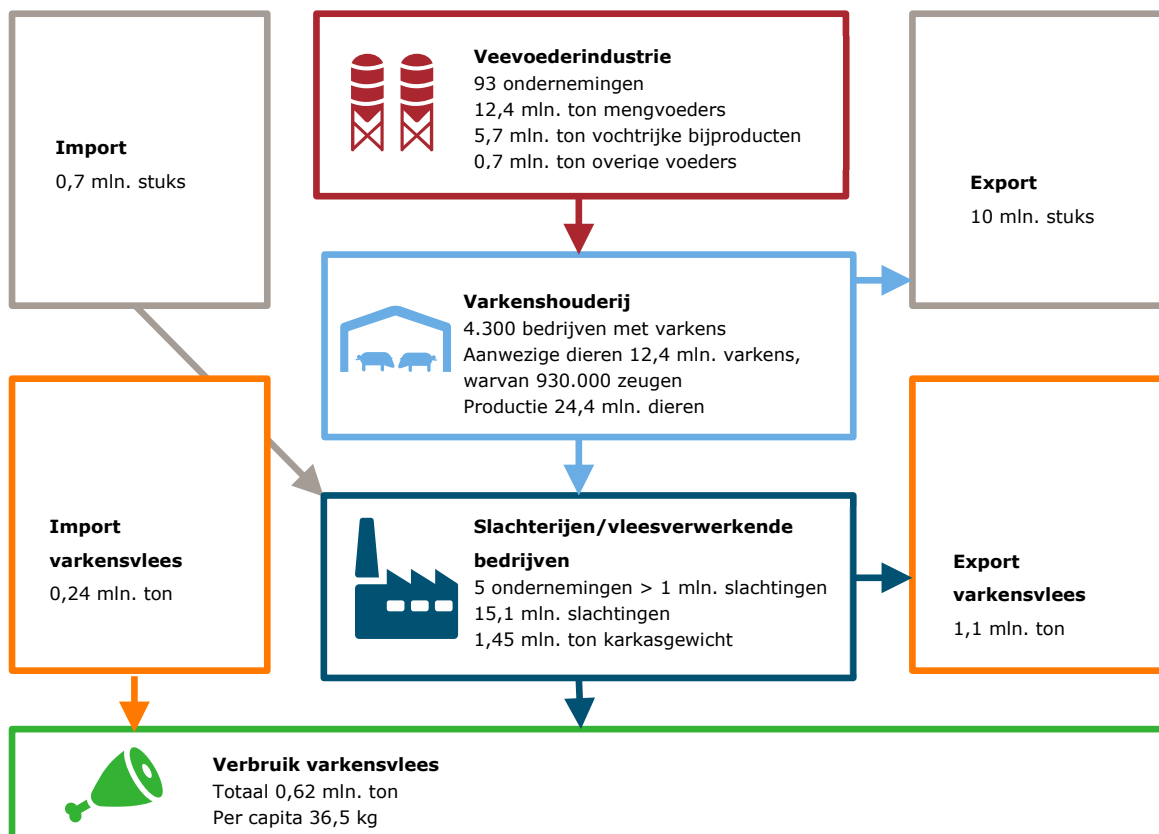 Veevoederindustrie
93 ondernemingen
12,4 mln. ton mengvoeders
5,7 mln. ton vochtrijke bijproducten
0,7 mln. ton overige voeders
Import
0,7 mln. stuks
Export
10 mln. stuks
Varkenshouderij
4.300 bedrijven met varkens
Aanwezige dieren 12,4 mln. varkens,
warvan 930.000 zeugen
Productie 24,4 mln. dieren
Import
varkensvlees
0,24 mln. ton
Slachterijen/vleesverwerkende
bedrijven
5 ondernemingen > 1 mln. slachtingen
15,1 mln. slachtingen
1,45 mln. ton karkasgewicht
Export
varkensvlees
1,1 mln. ton
Verbruik varkensvlees
Totaal 0,62 mln. ton
Per capita 36,5 kg